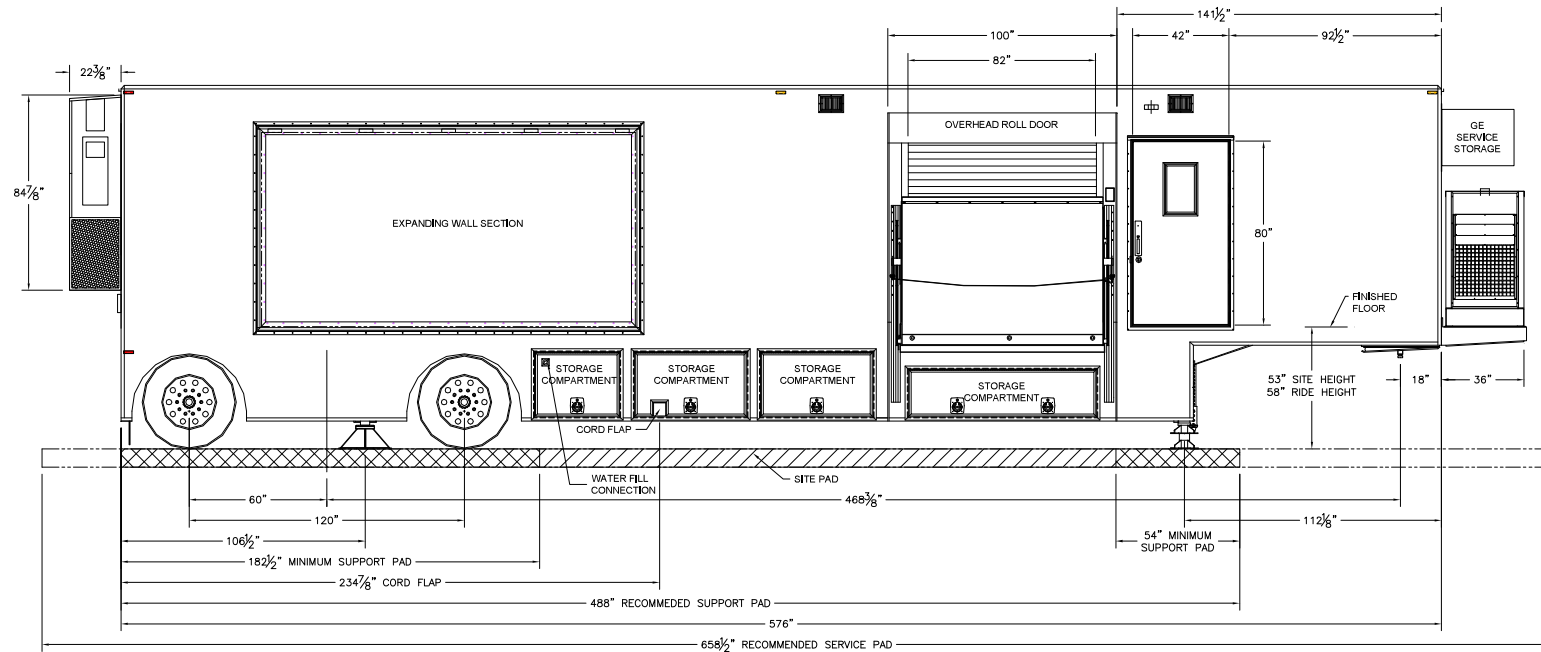 141½"
100"
42"
92½"
22⅜"
82"
OVERHEAD ROLL DOOR
GE
SERVICE
STORAGE
84⅞"
EXPANDING WALL SECTION
80"
FINISHED
FLOOR
STORAGE
COMPARTMENT
STORAGE
COMPARTMENT
STORAGE
COMPARTMENT
STORAGE
COMPARTMENT
53" SITE HEIGHT
58" RIDE HEIGHT
18"
36"
CORD FLAP
WATER FILL
CONNECTION
SITE PAD
60"
468⅜"
120"
112⅛"
106½"
54" MINIMUM
SUPPORT PAD
182½" MINIMUM SUPPORT PAD
234⅞" CORD FLAP
488" RECOMMEDED SUPPORT PAD
576"
658½" RECOMMENDED SERVICE PAD